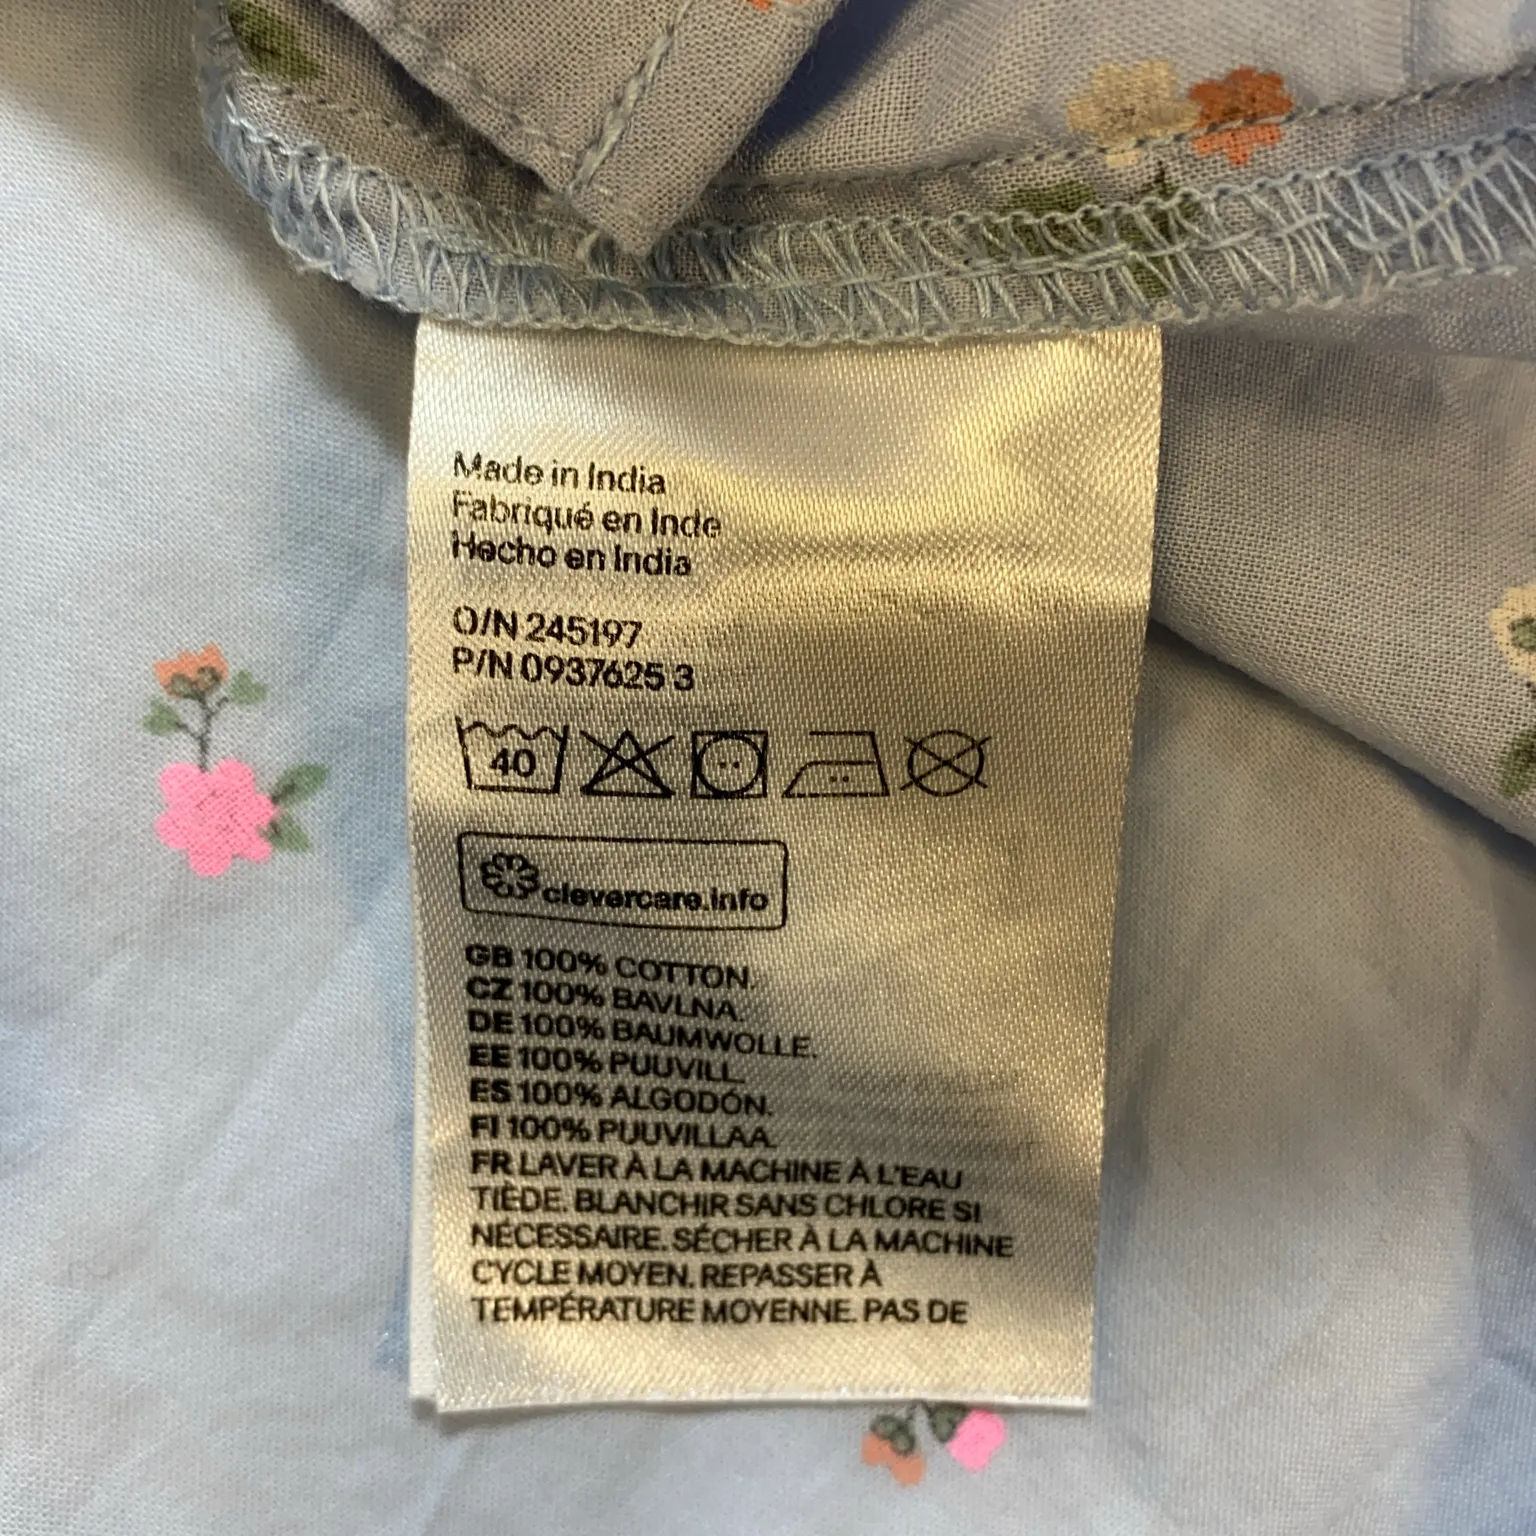 Made in India
Fabriqué en Inde
Hecho en India
O/N 245197
P/N 0937625 3
40
clevercare.info
GB 100% COTTON.
CZ 100% BAVLNA.
DE 100% BAUMWOLLE.
EE 100% PUUVILL.
ES 100% ALGODÓN.
FI 100% PUUVILLAA.
FR LAVER À LA MACHINE À L'EAU
TIÈDE. BLANCHIR SANS CHLORE SI
NÉCESSAIRE. SÉCHER À LA MACHINE
CYCLE MOYEN. REPASSER À
TEMPÉRATURE MOYENNE. PAS DE